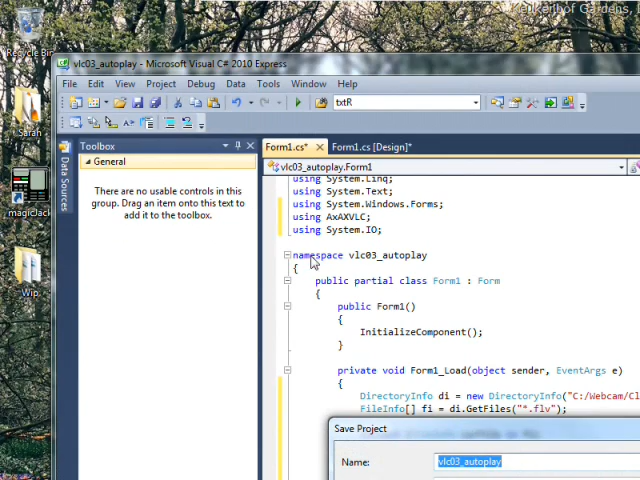 Keukenhof Gardens,
Recycle Bin
vlc03_autoplay - Microsoft Visual C# 2010 Express
File Edit View Project Debug Data Tools Window Help
txtR
Sarah
magicJack
Wip
Data Sources
Toolbox
General
There are no usable controls in this
group. Drag an item onto this text to
add it to the toolbox.
Form1.cs* Form1.cs [Design]*
vlc03_autoplay.Form1
using System.Linq;
using System.Text;
using System.Windows.Forms;
using AxAXVLC;
using System.IO;
namespace vlc03_autoplay
{
public partial class Form1 : Form
{
public Form1()
{
InitializeComponent();
}
private void Form1_Load(object sender, EventArgs e)
{
DirectoryInfo di = new DirectoryInfo("C:/Webcam/Cl
FileInfo[] fi = di.GetFiles("*.flv");
Save Project
Name: vlc03_autoplay